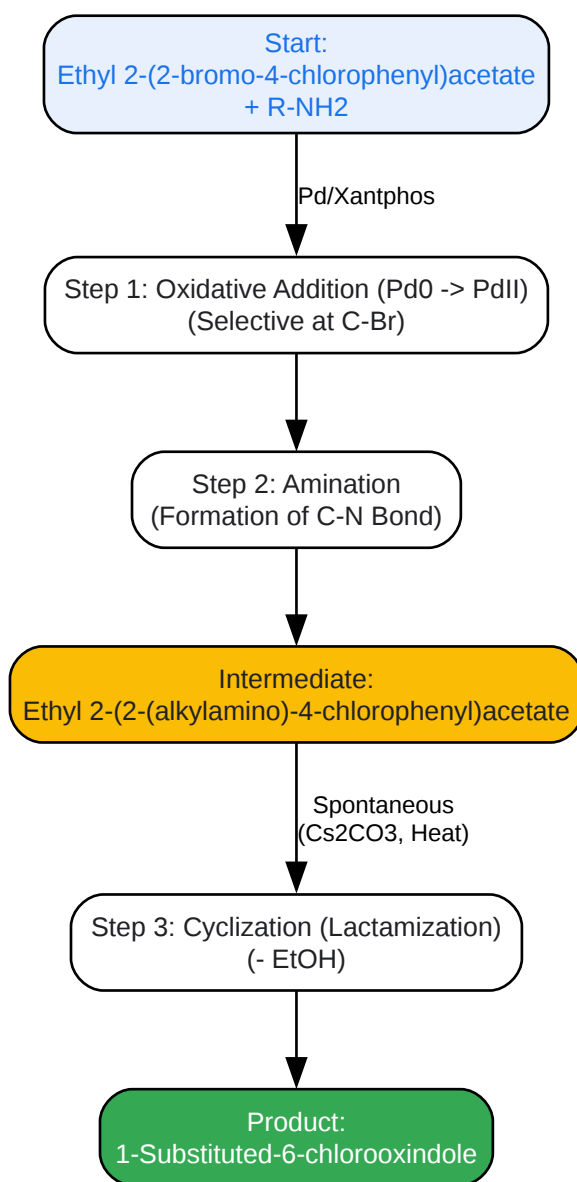 Start:
Ethyl 2-(2-bromo-4-chlorophenyl)acetate
+ R-NH2
Pd/Xantphos
Step 1: Oxidative Addition (Pd0 -> PdII)
(Selective at C-Br)
Step 2: Amination
(Formation of C-N Bond)
Intermediate:
Ethyl 2-(2-(alkylamino)-4-chlorophenyl)acetate
Spontaneous
(Cs2CO3, Heat)
Step 3: Cyclization (Lactamization)
(- EtOH)
Product:
1-Substituted-6-chlorooxindole